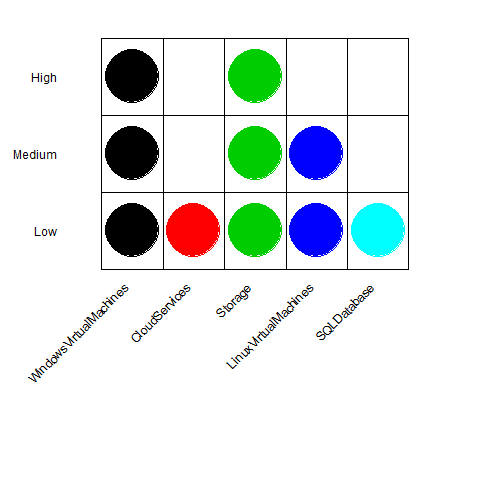 High
Medium
Low
WindowsVirtualMachines
CloudServices
Storage
LinuxVirtualMachines
SQLDatabase